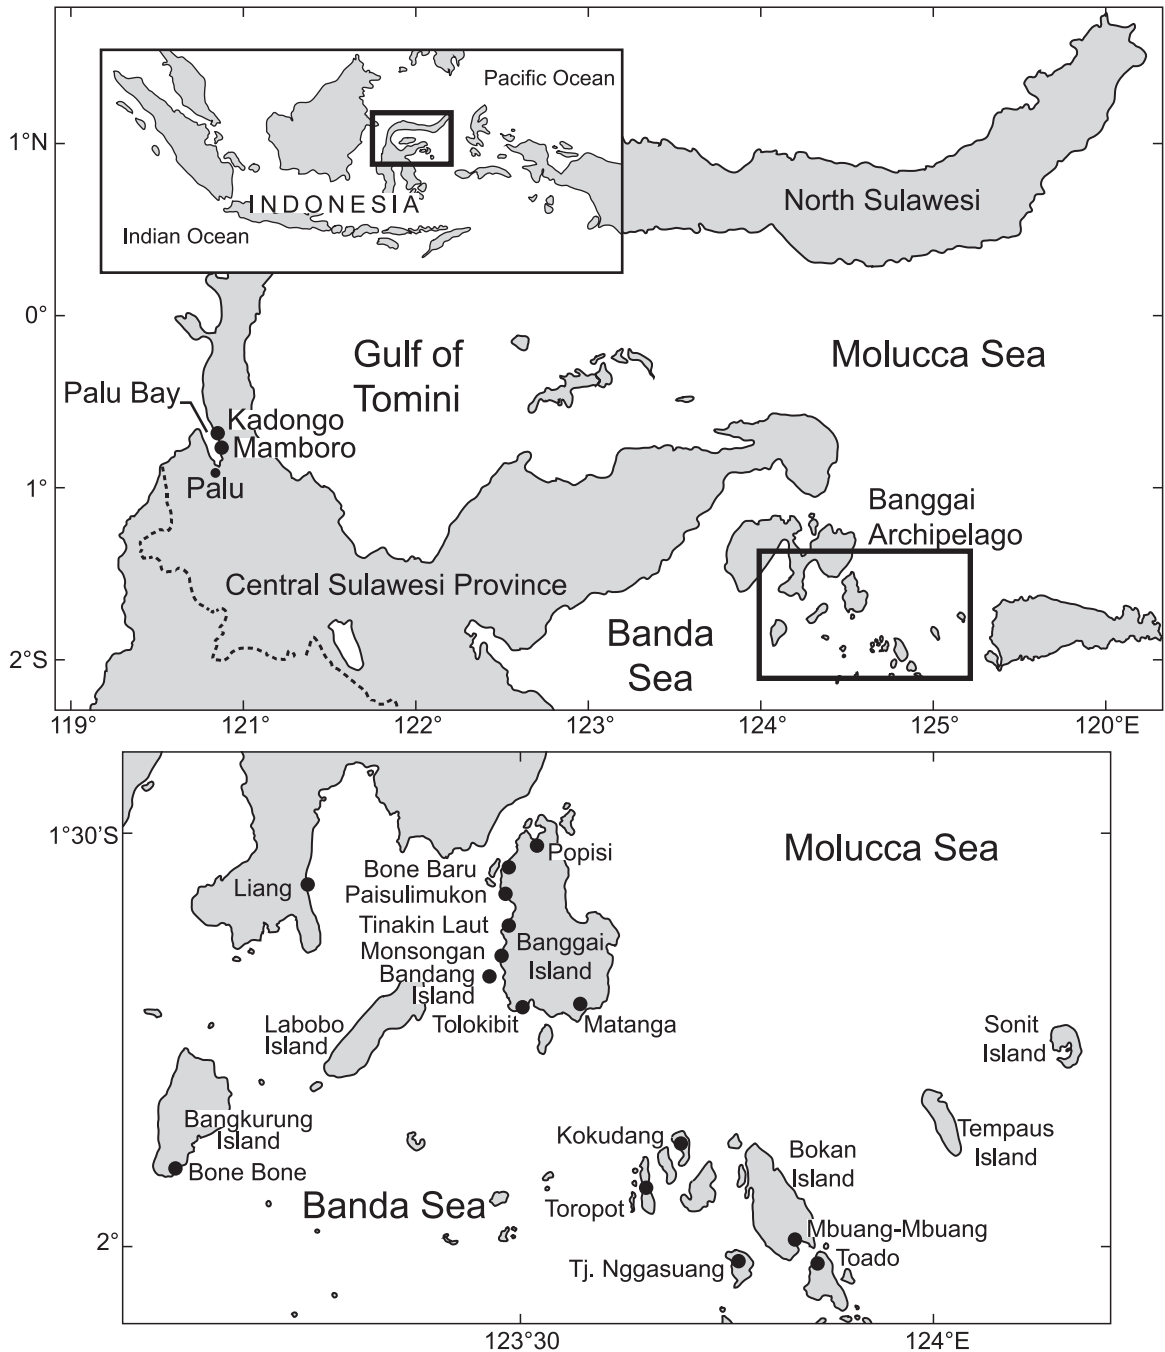 Pacific Ocean
INDONESIA
Indian Ocean
1°N
North Sulawesi
0°
Gulf of
Tomini
Molucca Sea
Palu Bay
Kadongo
Mamboro
Palu
1°
Banggai
Archipelago
Central Sulawesi Province
Banda
Sea
2°S
119°
121°
122°
123°
124°
125°
120°E
1°30'S
Molucca Sea
Popisi
Bone Baru
Liang
Paisulimukon
Tinakin Laut
Banggai
Island
Monsongan
Bandang
Island
Labobo
Island
Tolokibit
Matanga
Sonit
Island
Bangkurung
Island
Kokudang
Bokan
Island
Tempaus
Island
Bone Bone
Banda Sea
Toropot
Mbuang-Mbuang
2°
Toado
Tj. Nggasuang
123°30
124°E